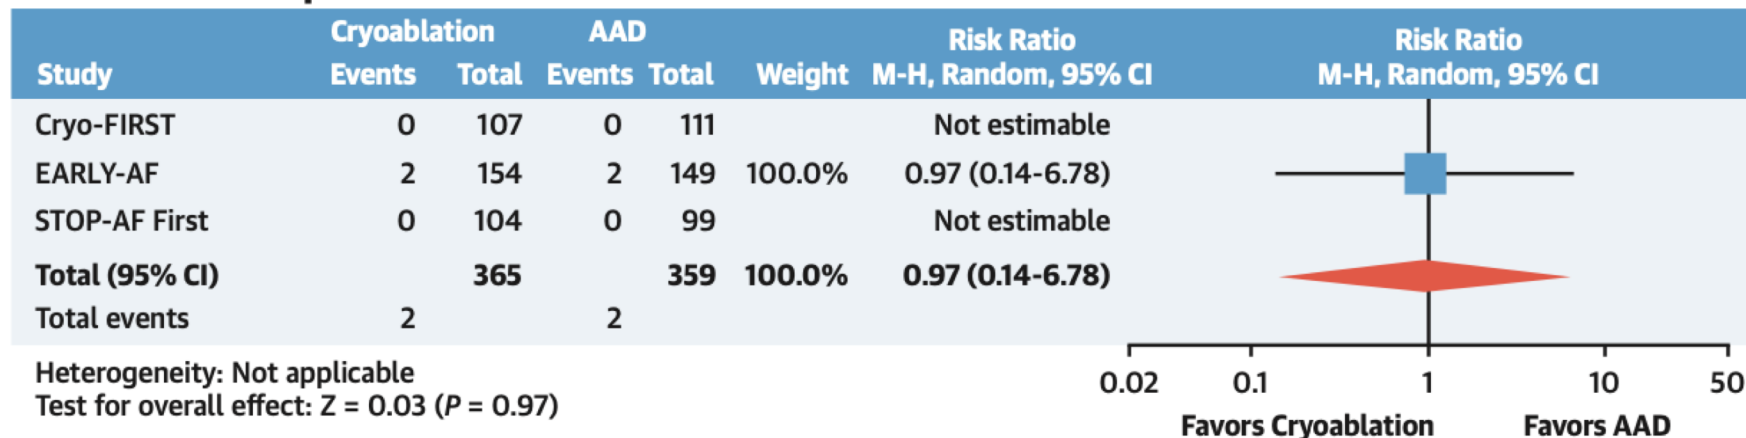 Cryoablation AAD Risk Ratio Risk Ratio
Study Events Total Events Total Weight M-H, Random, 95% CI M-H, Random, 95% CI
Cryo-FIRST 0 107 0 111 Not estimable
EARLY-AF 2 154 2 149 100.0% 0.97 (0.14-6.78)
STOP-AF First 0 104 0 99 Not estimable
Total (95% CI) 365 359 100.0% 0.97 (0.14-6.78)
Total events 2 2
Heterogeneity: Not applicable
Test for overall effect: Z = 0.03 (P = 0.97)
0.02 0.1 1 10 50
Favors Cryoablation Favors AAD